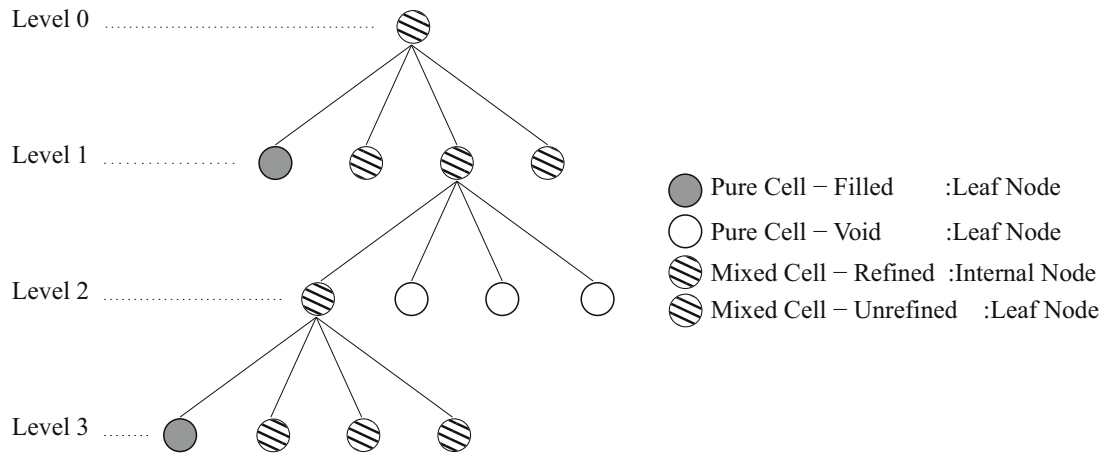 Level 0
Level 1
Level 2
Level 3
Pure Cell − Filled :Leaf Node
Pure Cell − Void :Leaf Node
Mixed Cell − Refined :Internal Node
Mixed Cell − Unrefined :Leaf Node